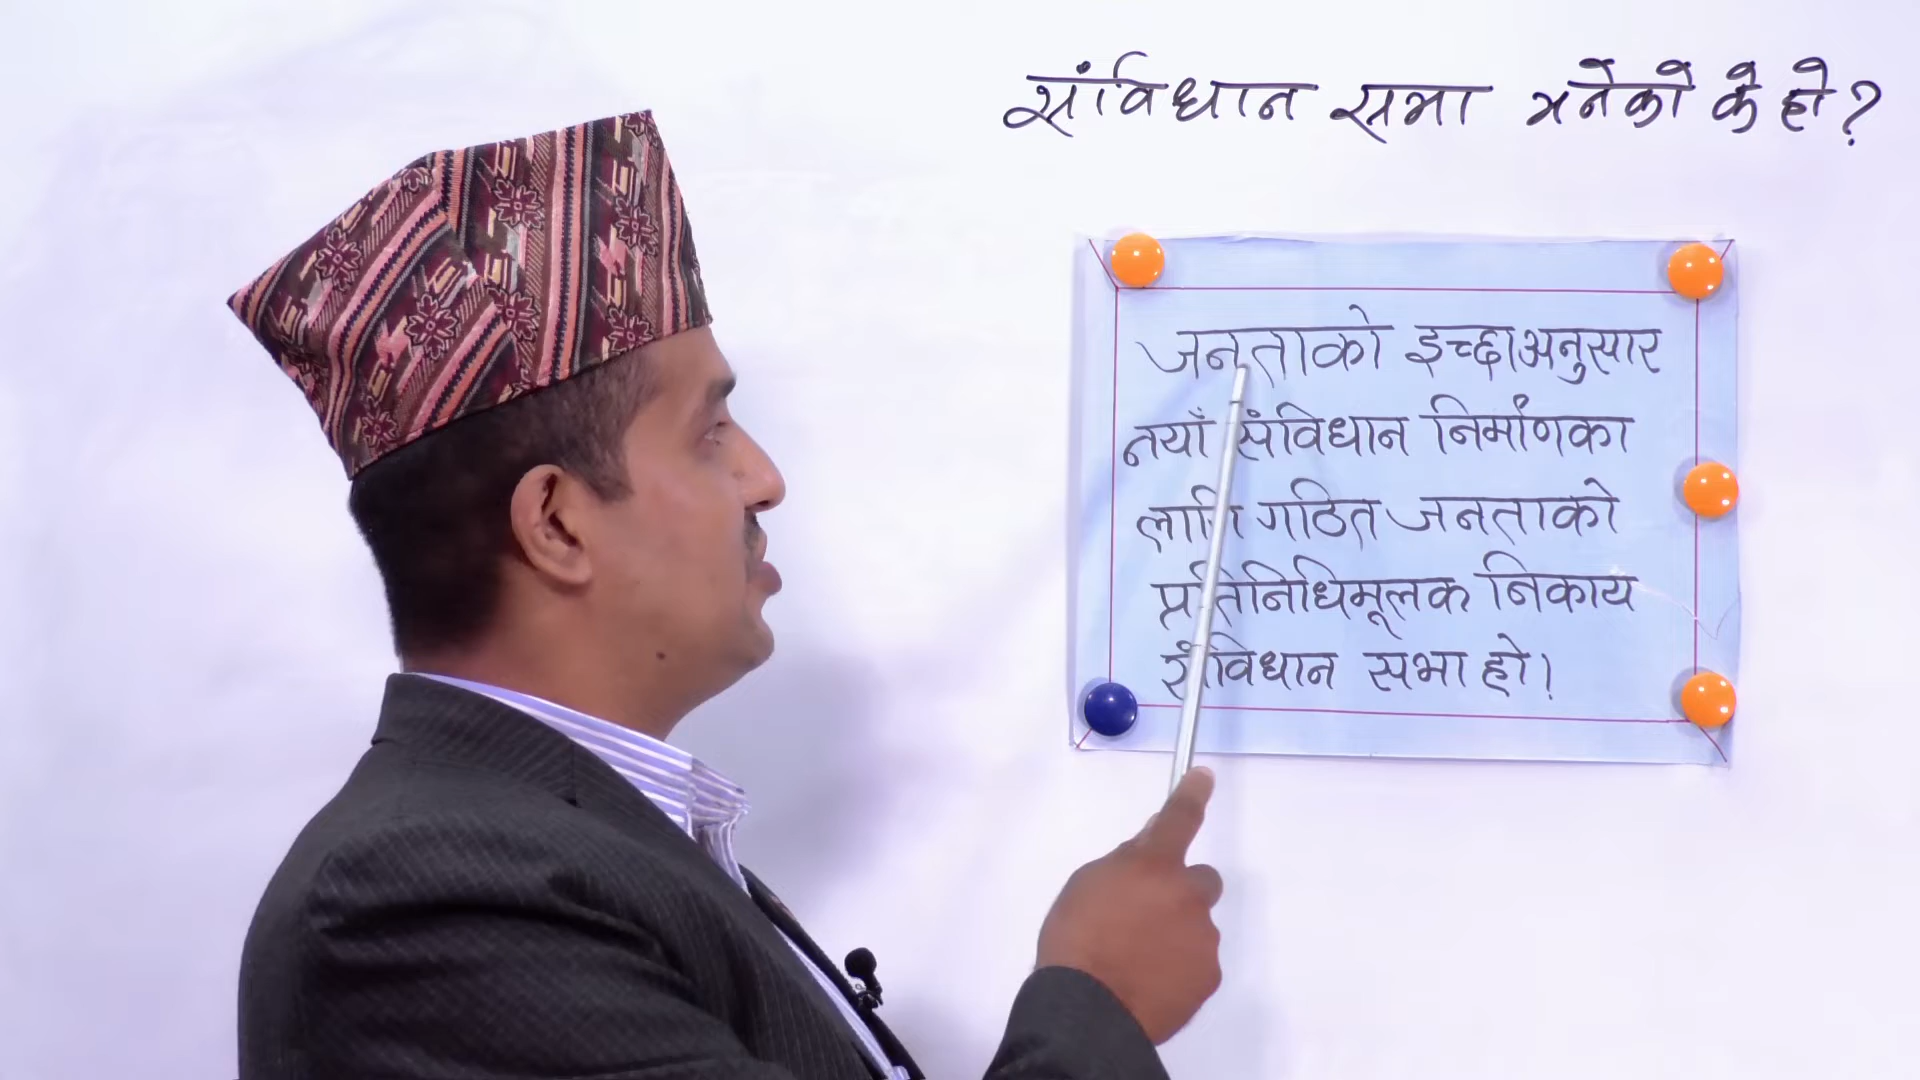 संविधान सभा भनेको के हो?
जनताको इच्छाअनुसार
नयाँ संविधान निर्माणका
लागि गठित जनताको
प्रतिनिधिमूलक निकाय
संविधान सभा हो।